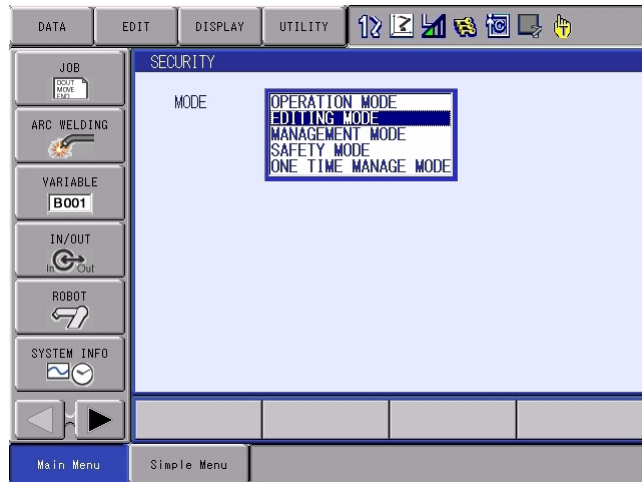 DATA
EDIT
DISPLAY
UTILITY
SECURITY
MODE
OPERATION MODE
EDITING MODE
MANAGEMENT MODE
SAFETY MODE
ONE TIME MANAGE MODE
JOB
DOUT
MOVE
END
ARC WELDING
VARIABLE
B001
IN/OUT
In
Out
ROBOT
SYSTEM INFO
Main Menu
Simple Menu